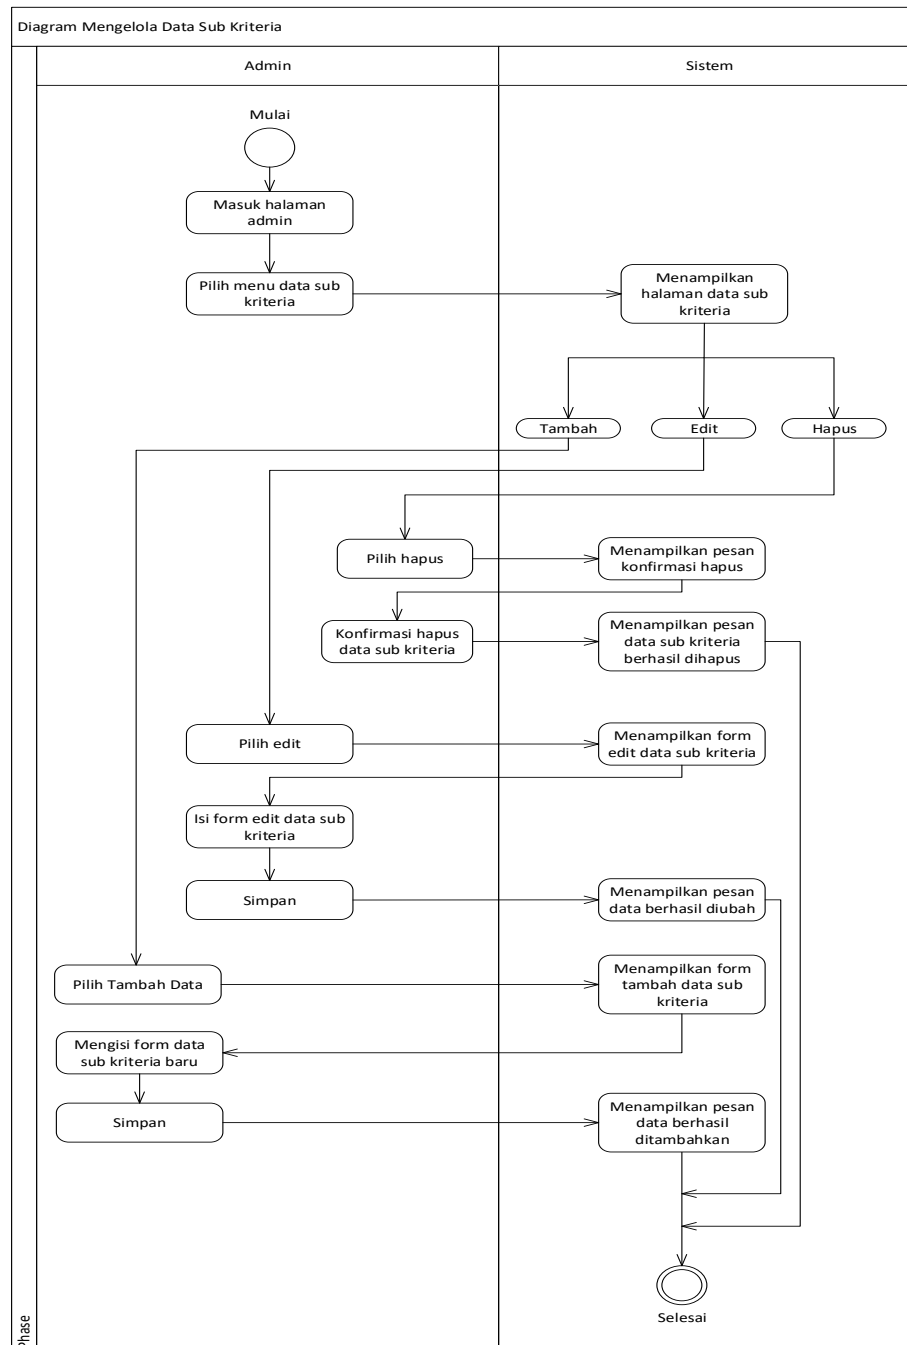 Diagram Mengelola Data Sub Kriteria
Admin
Sistem
Mulai
Masuk halaman
admin
Pilih menu data sub
kriteria
Menampilkan
halaman data sub
kriteria
Tambah
Edit
Hapus
Pilih hapus
Menampilkan pesan
konfirmasi hapus
Konfirmasi hapus
data sub kriteria
Menampilkan pesan
data sub kriteria
berhasil dihapus
Pilih edit
Menampilkan form
edit data sub kriteria
Isi form edit data sub
kriteria
Simpan
Menampilkan pesan
data berhasil diubah
Pilih Tambah Data
Menampilkan form
tambah data sub
kriteria
Mengisi form data
sub kriteria baru
Simpan
Menampilkan pesan
data berhasil
ditambahkan
Selesai
Phase